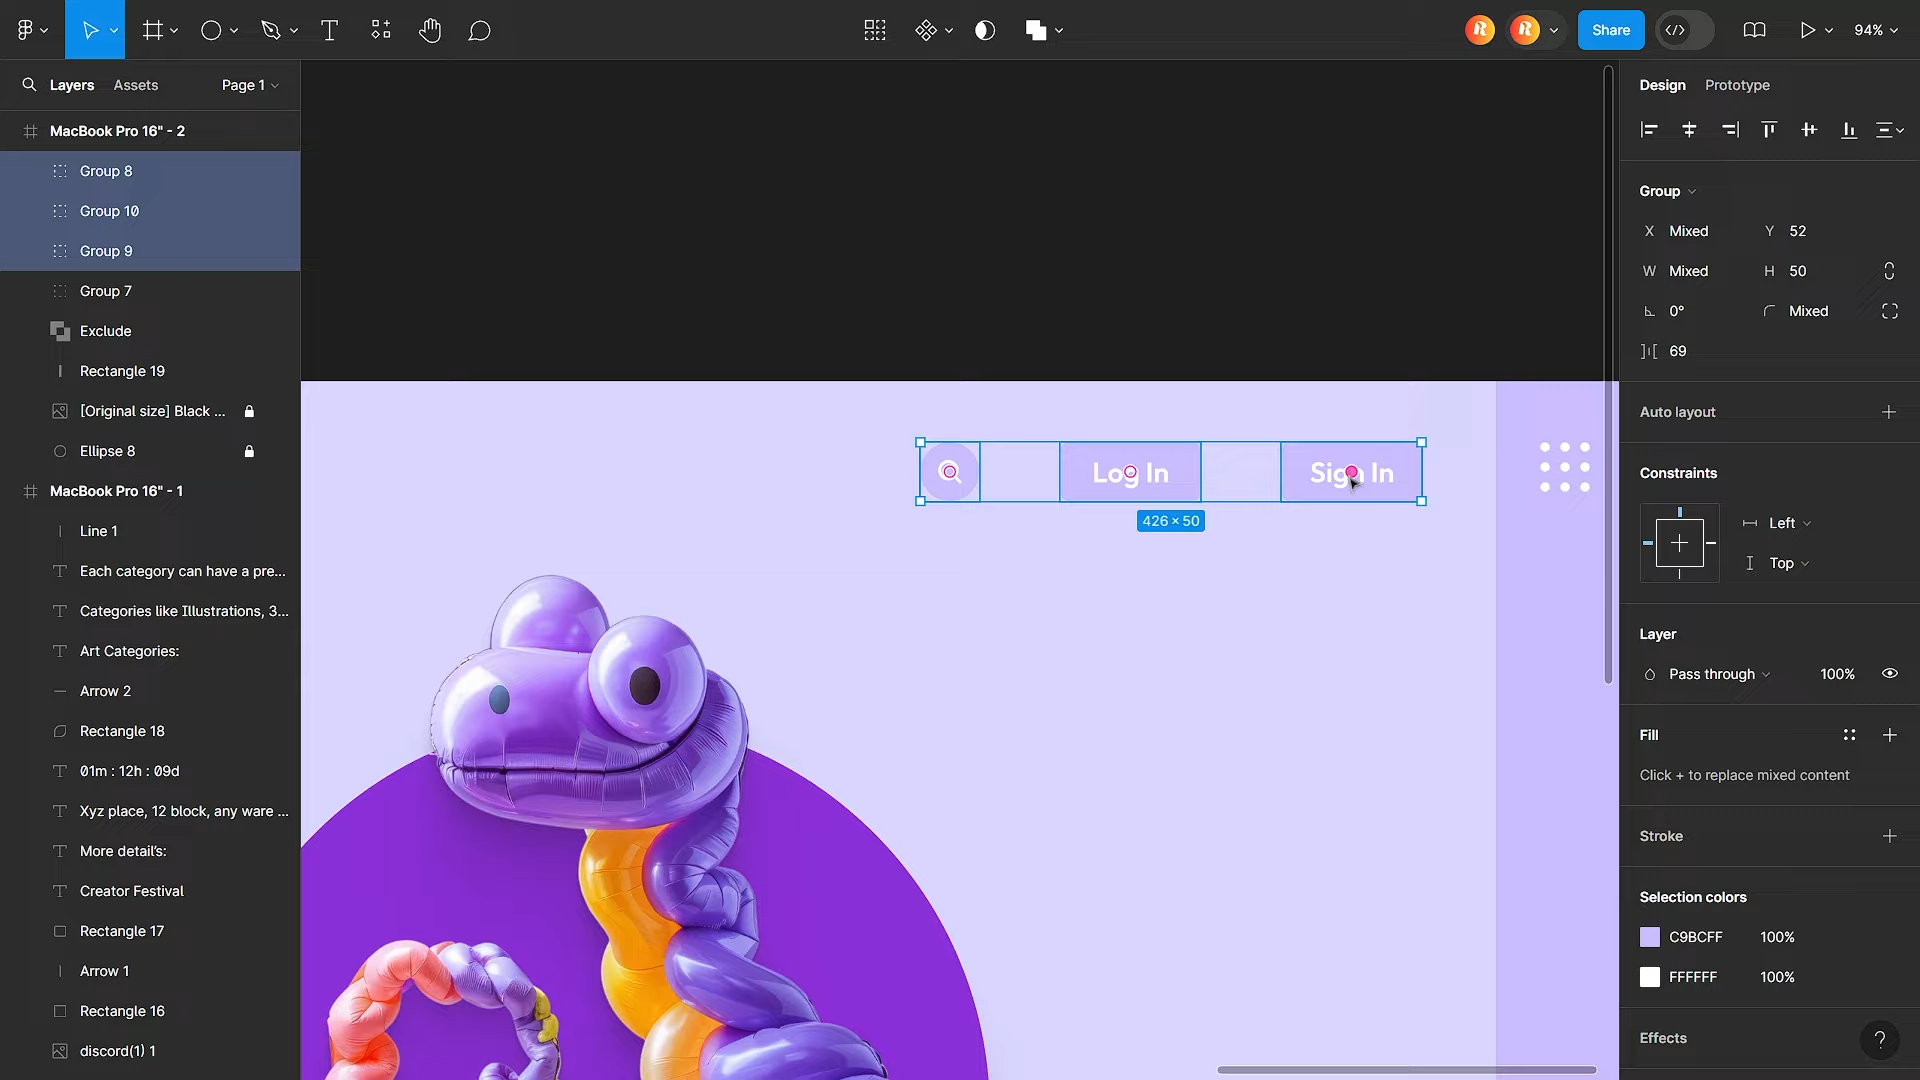 Share
94%
Layers
Assets
Page 1
MacBook Pro 16" - 2
Group 8
Group 10
Group 9
Group 7
Exclude
Rectangle 19
[Original size] Black ...
Ellipse 8
MacBook Pro 16" - 1
Line 1
Each category can have a pre...
Categories like Illustrations, 3...
Art Categories:
Arrow 2
Rectangle 18
01m : 12h : 09d
Xyz place, 12 block, any ware ...
More detail's:
Creator Festival
Rectangle 17
Arrow 1
Rectangle 16
discord(1) 1
Log In
Sign In
426 × 50
Design
Prototype
Group
X Mixed
Y 52
W Mixed
H 50
0°
Mixed
69
Auto layout
Constraints
Left
Top
Layer
Pass through
100%
Fill
Click + to replace mixed content
Stroke
Selection colors
C9BCFF 100%
FFFFFF 100%
Effects
?